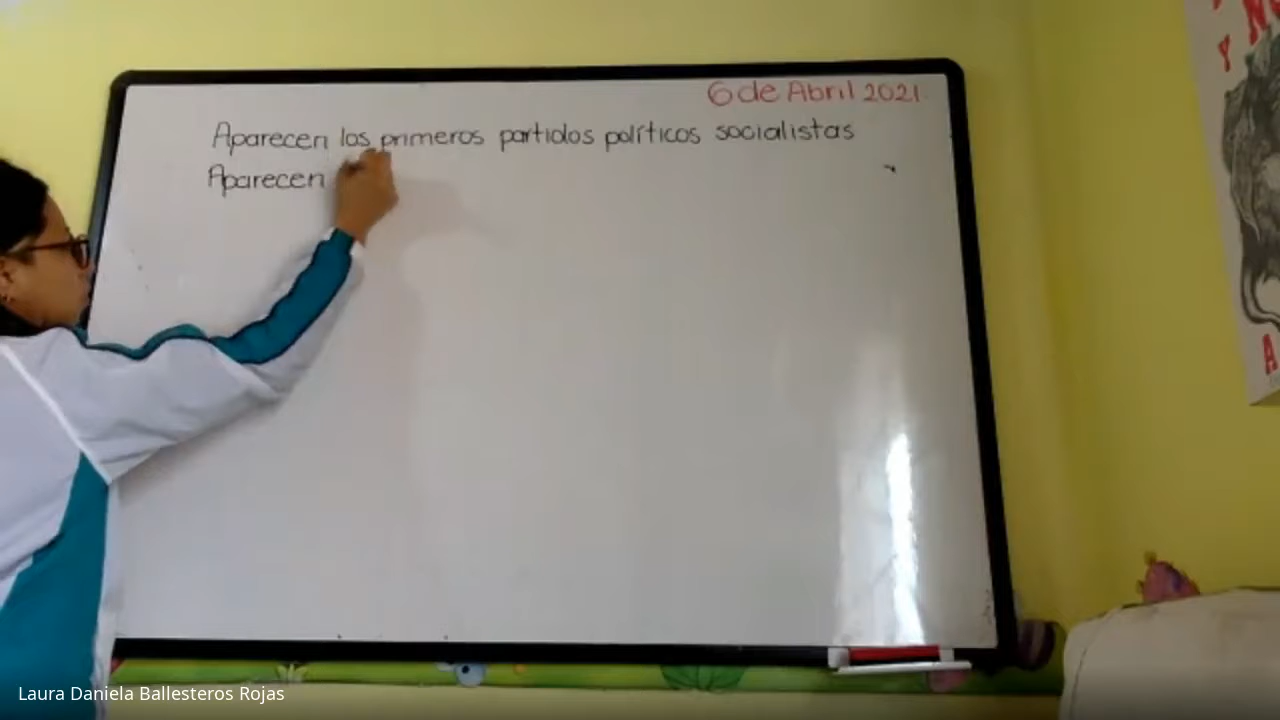 6 de Abril 2021
Aparecen los primeros partidos políticos socialistas
Aparecen
Y
A
Laura Daniela Ballesteros Rojas